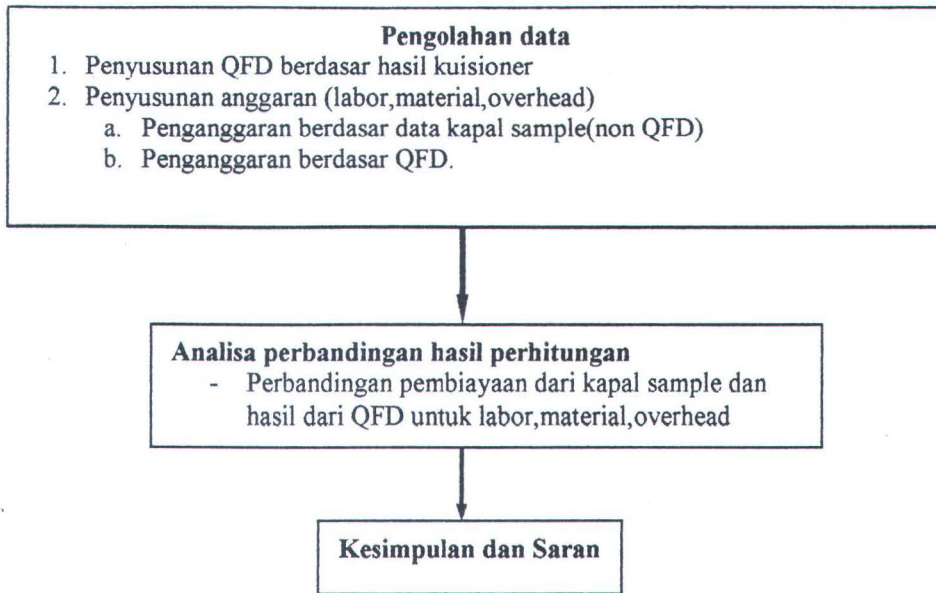 Pengolahan data
1. Penyusunan QFD berdasar hasil kuisioner
2. Penyusunan anggaran (labor,material,overhead)
a. Penganggaran berdasar data kapal sample(non QFD)
b. Penganggaran berdasar QFD.
Analisa perbandingan hasil perhitungan
- Perbandingan pembiayaan dari kapal sample dan
hasil dari QFD untuk labor,material,overhead
Kesimpulan dan Saran